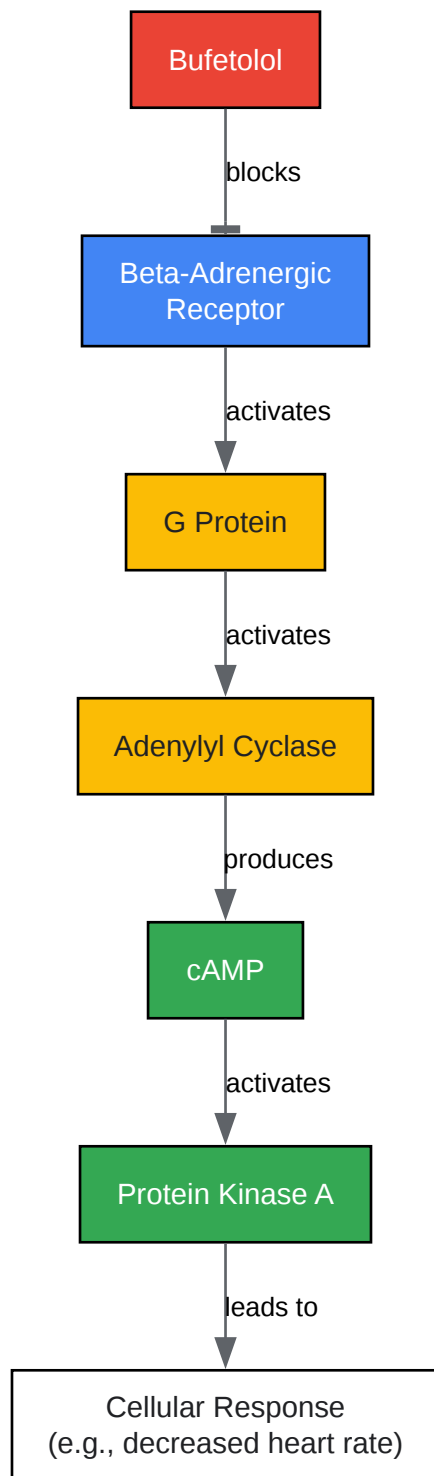 Bufetolol
blocks
Beta-Adrenergic
Receptor
activates
G Protein
activates
Adenylyl Cyclase
produces
cAMP
activates
Protein Kinase A
leads to
Cellular Response
(e.g., decreased heart rate)